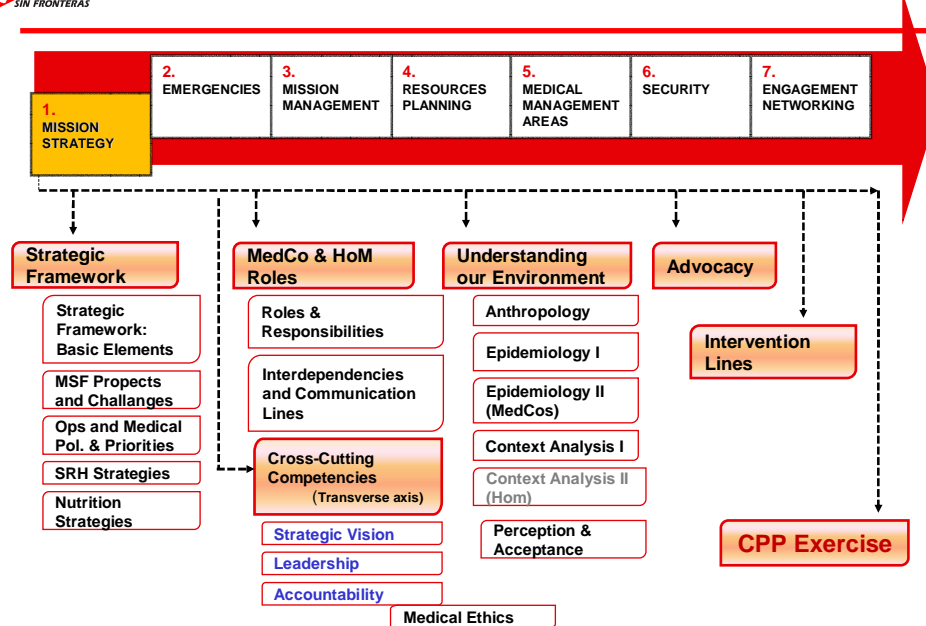 SIN FRONTERAS
1.
MISSION
STRATEGY
2.
EMERGENCIES
3.
MISSION
MANAGEMENT
4.
RESOURCES
PLANNING
5.
MEDICAL
MANAGEMENT
AREAS
6.
SECURITY
7.
ENGAGEMENT
NETWORKING
Strategic
Framework
Strategic
Framework:
Basic Elements
MSF Propects
and Challanges
Ops and Medical
Pol. & Priorities
SRH Strategies
Nutrition
Strategies
MedCo & HoM
Roles
Roles &
Responsibilities
Interdependencies
and Communication
Lines
Cross-Cutting
Competencies
(Transverse axis)
Strategic Vision
Leadership
Accountability
Medical Ethics
Understanding
our Environment
Anthropology
Epidemiology I
Epidemiology II
(MedCos)
Context Analysis I
Context Analysis II
(Hom)
Perception &
Acceptance
Advocacy
Intervention
Lines
CPP Exercise